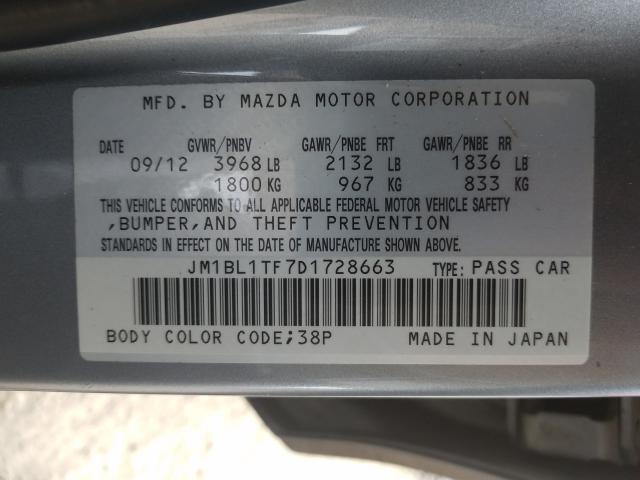 MFD. BY MAZDA MOTOR CORPORATION
DATE GVWR/PNBV GAWR/PNBE FRT GAWR/PNBE RR
09/12 3968 LB 2132 LB 1836 LB
1800 KG 967 KG 833 KG
THIS VEHICLE CONFORMS TO ALL APPLICABLE FEDERAL MOTOR VEHICLE SAFETY
,BUMPER,AND THEFT PREVENTION
STANDARDS IN EFFECT ON THE DATE OF MANUFACTURE SHOWN ABOVE.
JM1BL1TF7D1728663 TYPE: PASS CAR
BODY COLOR CODE;38P MADE IN JAPAN